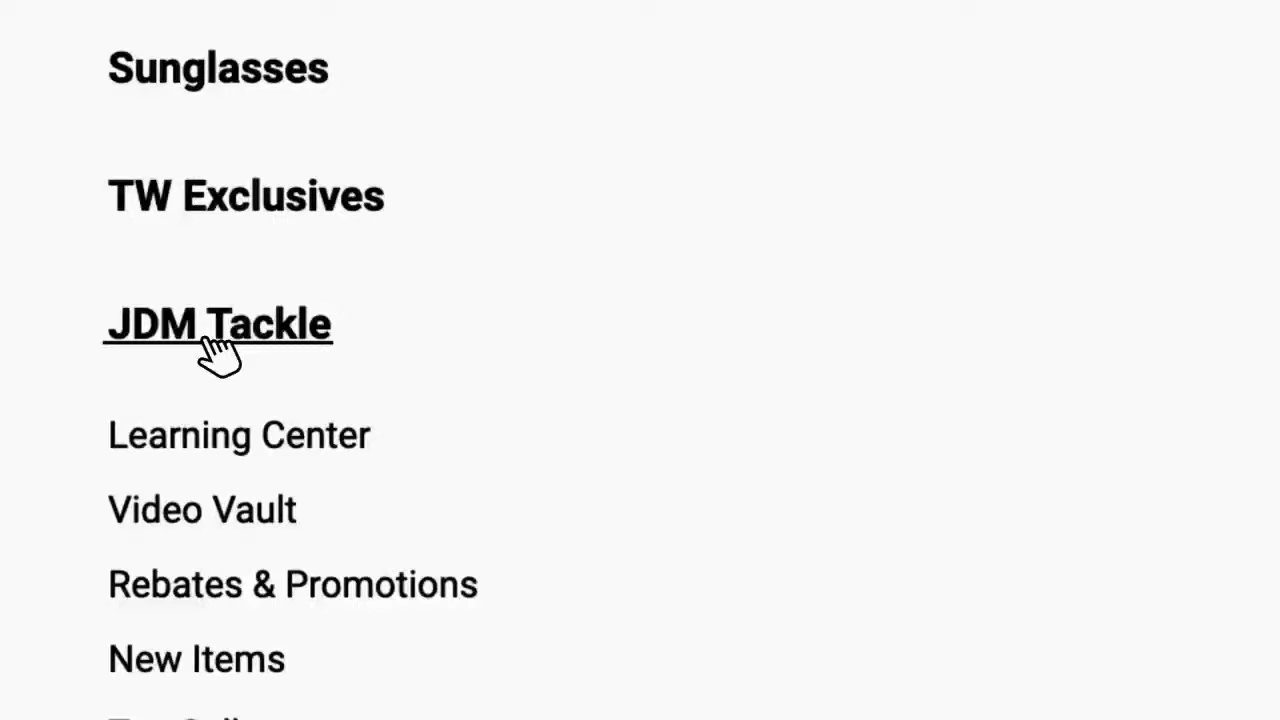 Sunglasses
TW Exclusives
JDM Tackle
Learning Center
Video Vault
Rebates & Promotions
New Items